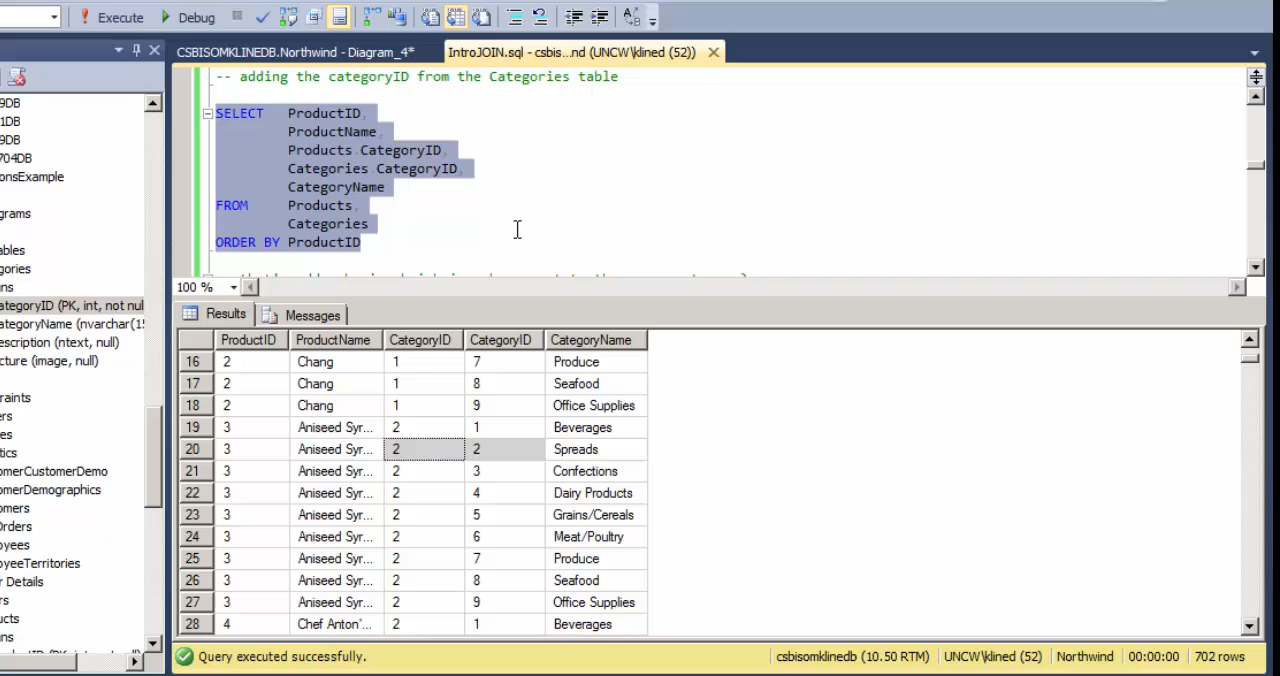 Execute Debug
CSBISOMKLINEDB.Northwind - Diagram_4* IntroJOIN.sql - csbis...nd (UNCW\klined (52))
9DB
1DB
9DB
704DB
onsExample
grams
ables
gories
ns
ategoryID (PK, int, not nul
ategoryName (nvarchar(1
escription (ntext, null)
cture (image, null)
raints
ers
es
tics
omerCustomerDemo
omerDemographics
omers
Orders
oyees
oyeeTerritories
r Details
rs
ucts
ns
-- adding the categoryID from the Categories table
SELECT ProductID,
ProductName,
Products.CategoryID,
Categories.CategoryID,
CategoryName
FROM Products,
Categories
ORDER BY ProductID
100 %
Results Messages
ProductID ProductName CategoryID CategoryID CategoryName
16 2 Chang 1 7 Produce
17 2 Chang 1 8 Seafood
18 2 Chang 1 9 Office Supplies
19 3 Aniseed Syr... 2 1 Beverages
20 3 Aniseed Syr... 2 2 Spreads
21 3 Aniseed Syr... 2 3 Confections
22 3 Aniseed Syr... 2 4 Dairy Products
23 3 Aniseed Syr... 2 5 Grains/Cereals
24 3 Aniseed Syr... 2 6 Meat/Poultry
25 3 Aniseed Syr... 2 7 Produce
26 3 Aniseed Syr... 2 8 Seafood
27 3 Aniseed Syr... 2 9 Office Supplies
28 4 Chef Anton'... 2 1 Beverages
Query executed successfully. csbisomklinedb (10.50 RTM) UNCW\klined (52) Northwind 00:00:00 702 rows